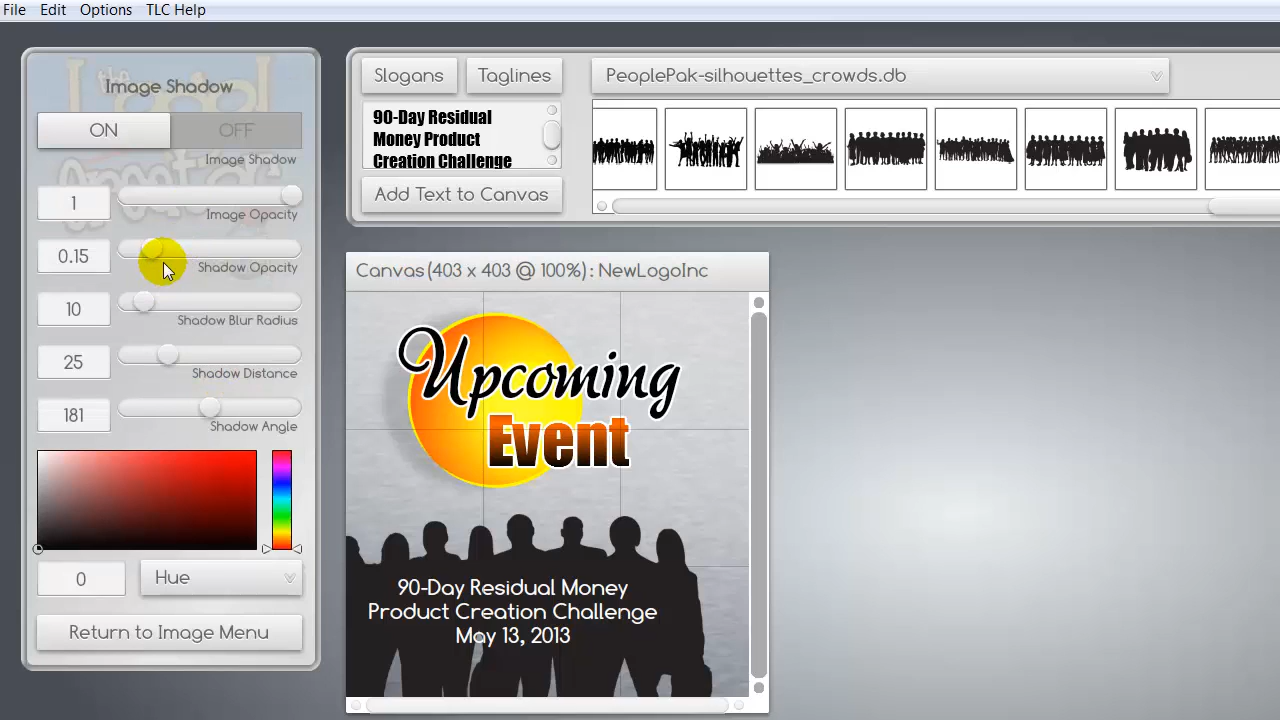 File Edit Options TLC Help
Image Shadow
ON OFF
Image Shadow
1
Image Opacity
0.15
Shadow Opacity
10
Shadow Blur Radius
25
Shadow Distance
181
Shadow Angle
0 Hue
Return to Image Menu
Slogans Taglines
90-Day Residual
Money Product
Creation Challenge
Add Text to Canvas
PeoplePak-silhouettes_crowds.db
Canvas (403 x 403 @ 100%) : NewLogoInc
Upcoming
Event
90-Day Residual Money
Product Creation Challenge
May 13, 2013